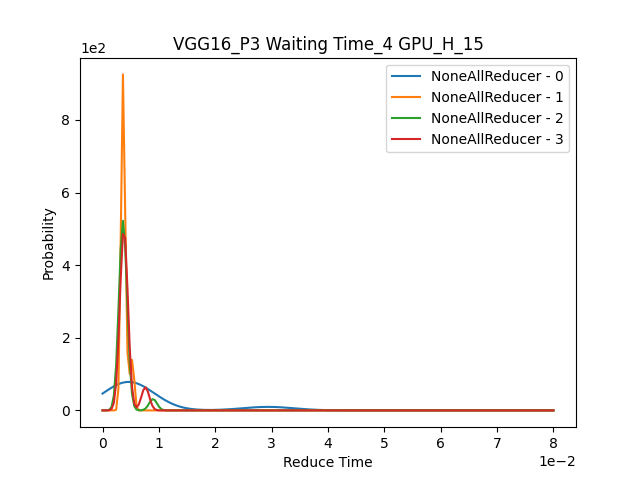 VGG16_P3 Waiting Time_4 GPU_H_15
1e2
NoneAllReducer - 0
NoneAllReducer - 1
NoneAllReducer - 2
NoneAllReducer - 3
8
6
4
2
0
Probability
0 1 2 3 4 5 6 7 8
Reduce Time
1e−2